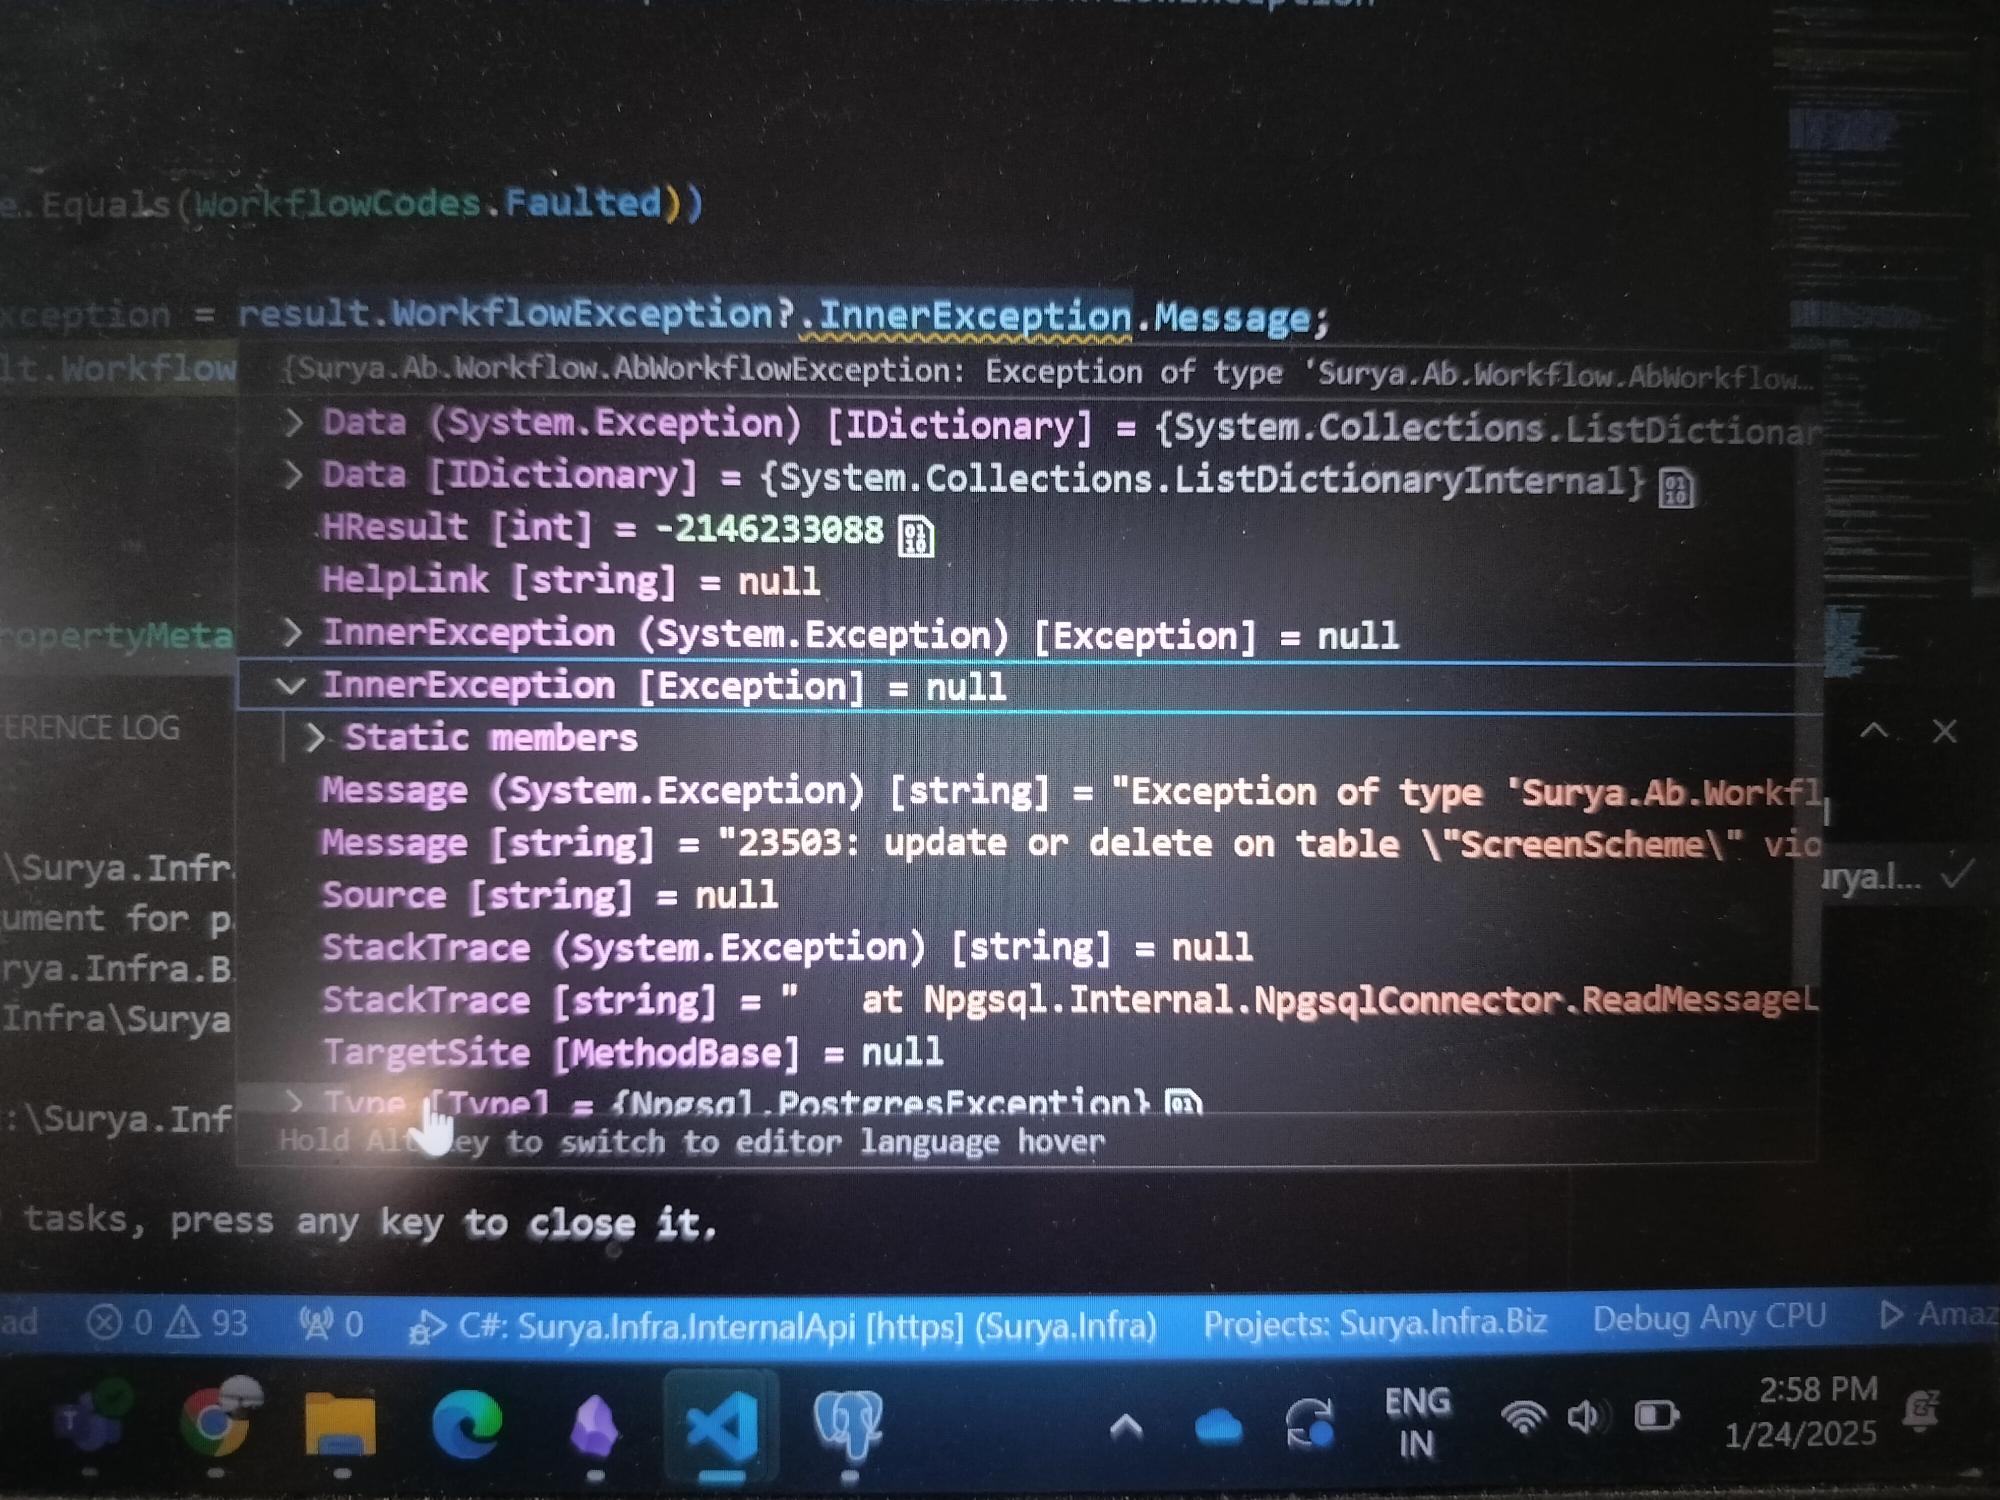 e.Equals(WorkflowCodes.Faulted))
xception = result.WorkflowException?.InnerException.Message;
lt.Workflow
{Surya.Ab.Workflow.AbWorkflowException: Exception of type 'Surya.Ab.Workflow.AbWorkflow…
Data (System.Exception) [IDictionary] = {System.Collections.ListDictionar
Data [IDictionary] = {System.Collections.ListDictionaryInternal}
HResult [int] = -2146233088
HelpLink [string] = null
ropertyMeta
InnerException (System.Exception) [Exception] = null
InnerException [Exception] = null
ERENCE LOG
Static members
Message (System.Exception) [string] = "Exception of type 'Surya.Ab.Workfl
Message [string] = "23503: update or delete on table \"ScreenScheme\" vio
\Surya.Infr
urya.I...
Source [string] = null
ument for p
StackTrace (System.Exception) [string] = null
rya.Infra.B
StackTrace [string] = "   at Npgsql.Internal.NpgsqlConnector.ReadMessageL
Infra\Surya
TargetSite [MethodBase] = null
Type [Type] = {Npgsql.PostgresException}
:\Surya.Inf
Hold Alt key to switch to editor language hover
tasks, press any key to close it.
ad 0 93 0 C#: Surya.Infra.InternalApi [https] (Surya.Infra) Projects: Surya.Infra.Biz Debug Any CPU Amaz
ENG
IN
2:58 PM
1/24/2025